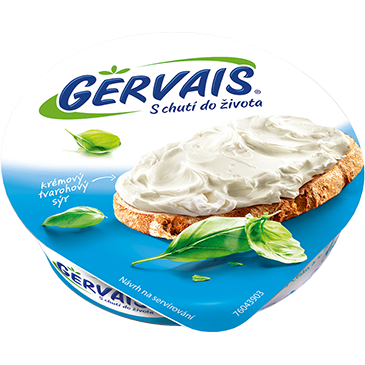 GERVAIS®
S chutí do života
krémový
tvarohový
sýr
Návrh na servírování
76043903
GERVAIS
S chutí do života